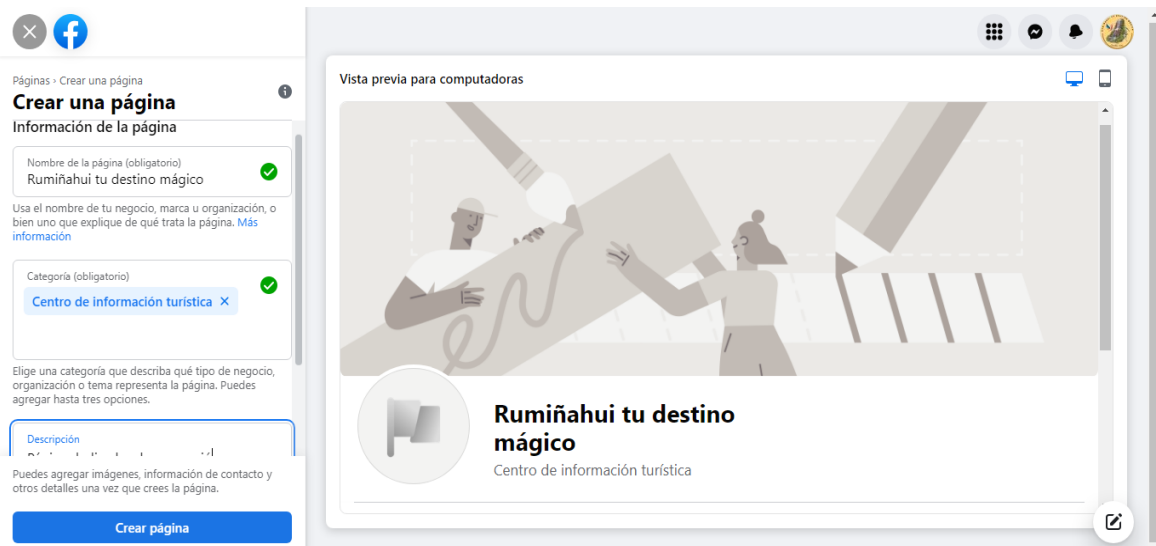 Páginas › Crear una página
Crear una página
Información de la página
Nombre de la página (obligatorio)
Rumiñahui tu destino mágico
Usa el nombre de tu negocio, marca u organización, o
bien uno que explique de qué trata la página. Más
información
Categoría (obligatorio)
Centro de información turística ×
Elige una categoría que describa qué tipo de negocio,
organización o tema representa la página. Puedes
agregar hasta tres opciones.
Descripción
Puedes agregar imágenes, información de contacto y
otros detalles una vez que crees la página.
Crear página
Vista previa para computadoras
Rumiñahui tu destino
mágico
Centro de información turística